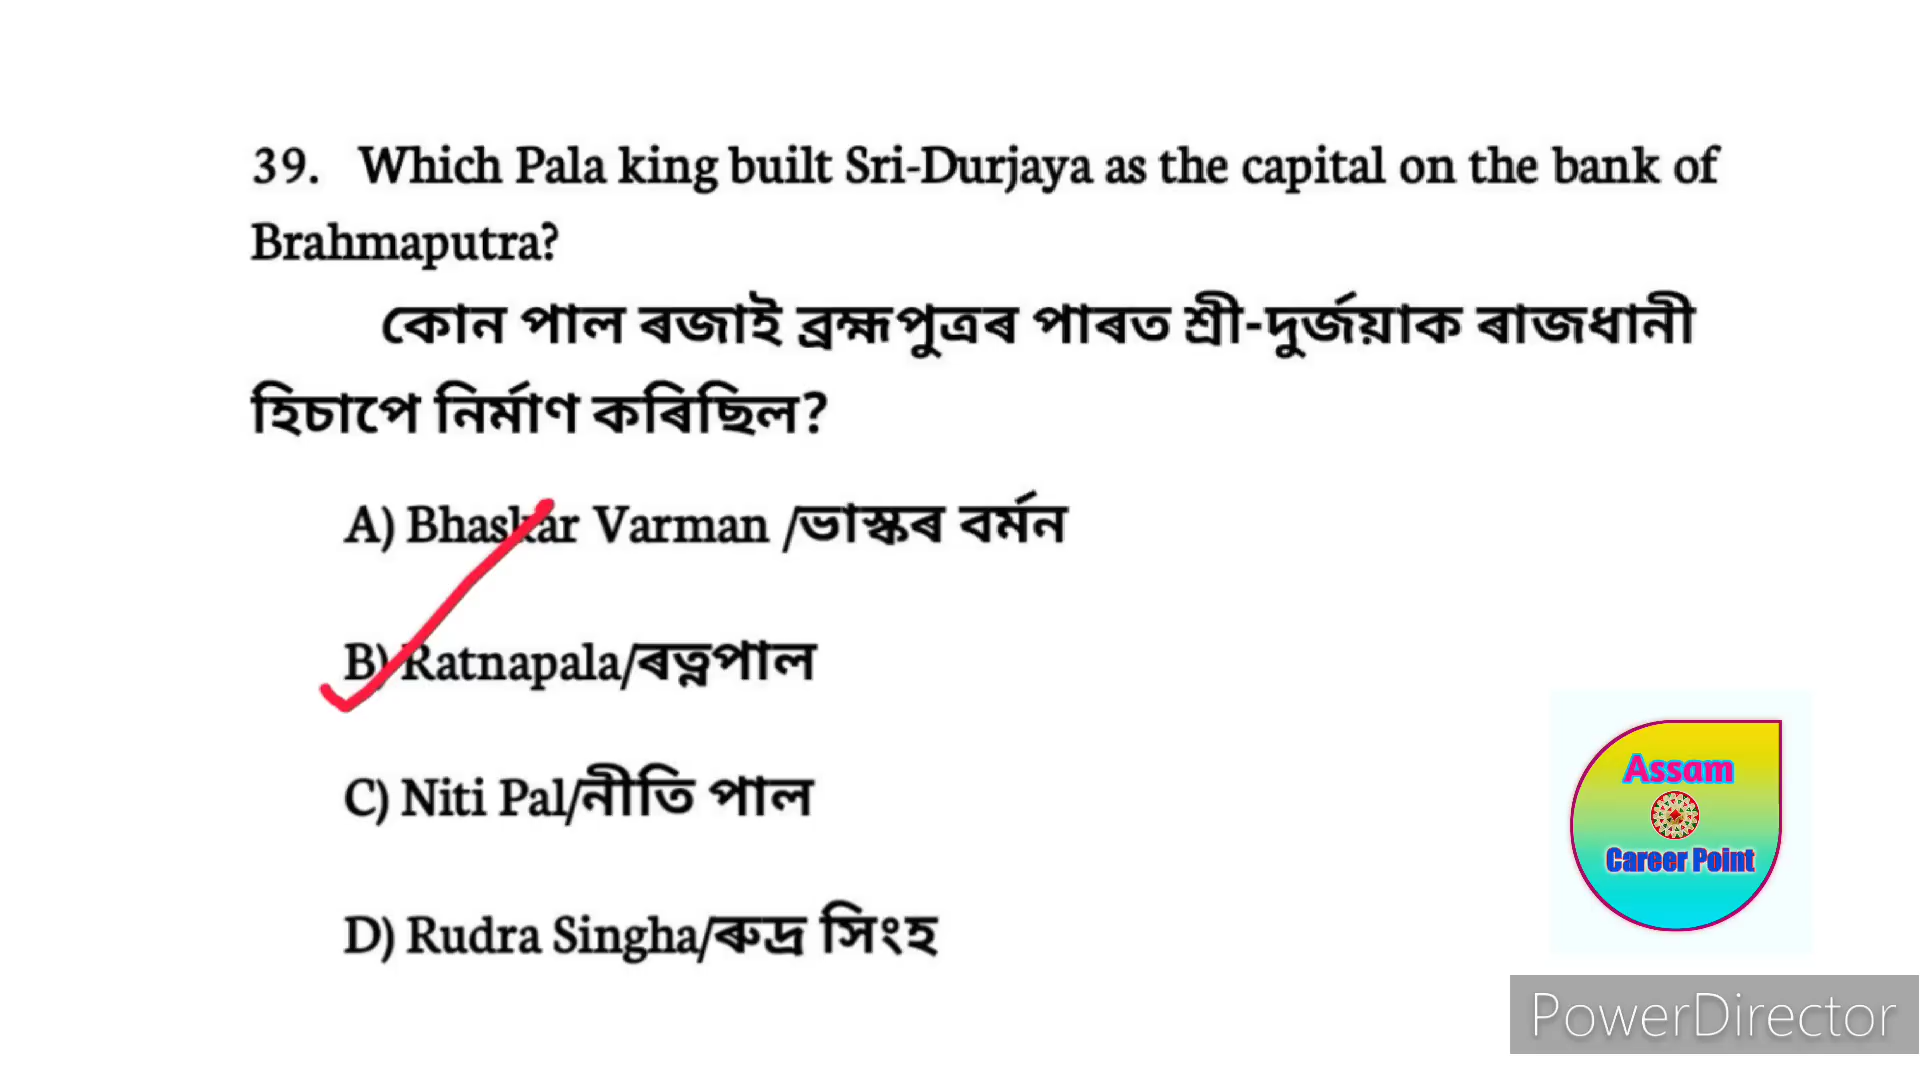 39. Which Pala king built Sri-Durjaya as the capital on the bank of
Brahmaputra?
কোন পাল ৰজাই ব্ৰহ্মপুত্ৰৰ পাৰত শ্ৰী-দুৰ্জয়াক ৰাজধানী
হিচাপে নিৰ্মাণ কৰিছিল?
A) Bhaskar Varman /ভাস্কৰ বৰ্মন
B) Ratnapala/ৰত্নপাল
C) Niti Pal/নীতি পাল
D) Rudra Singha/ৰুদ্ৰ সিংহ
Assam
Career Point
PowerDirector